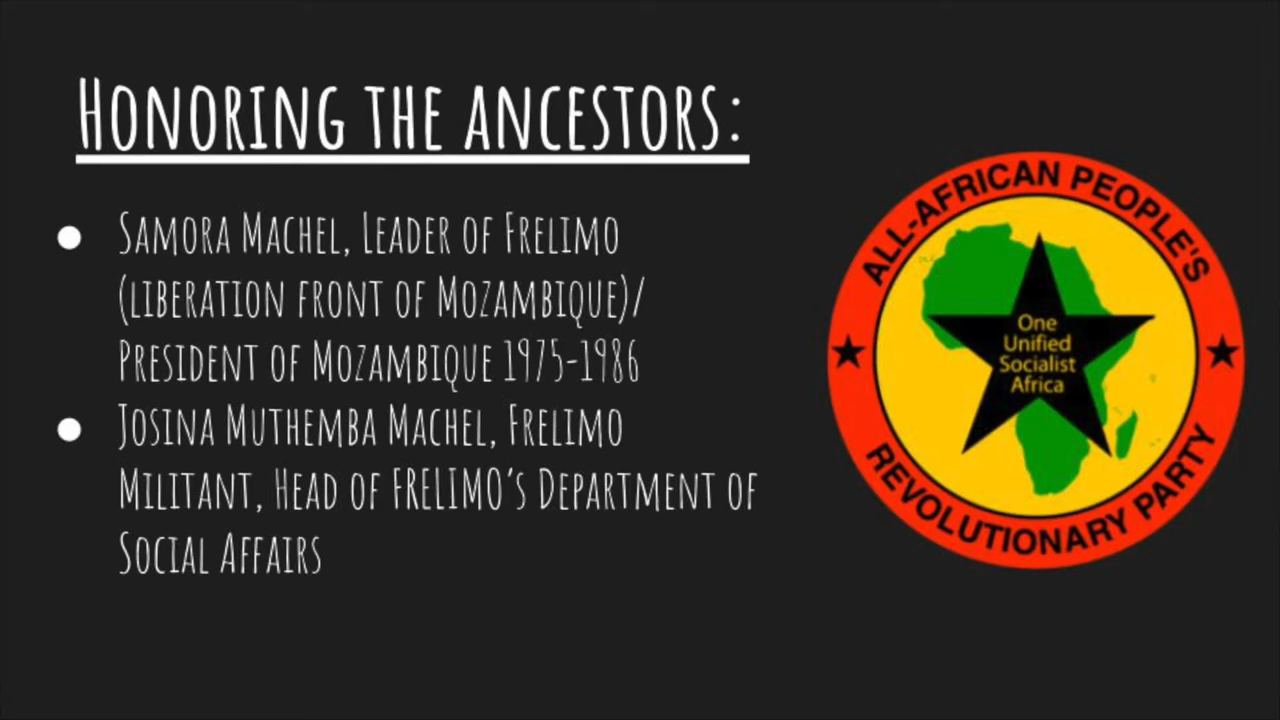 Honoring the ancestors:
Samora Machel, Leader of Frelimo
(liberation front of Mozambique)/
President of Mozambique 1975-1986
Josina Muthemba Machel, Frelimo
Militant, Head of FRELIMO's Department of
Social Affairs
ALL-AFRICAN PEOPLE'S
One
Unified
Socialist
Africa
REVOLUTIONARY PARTY